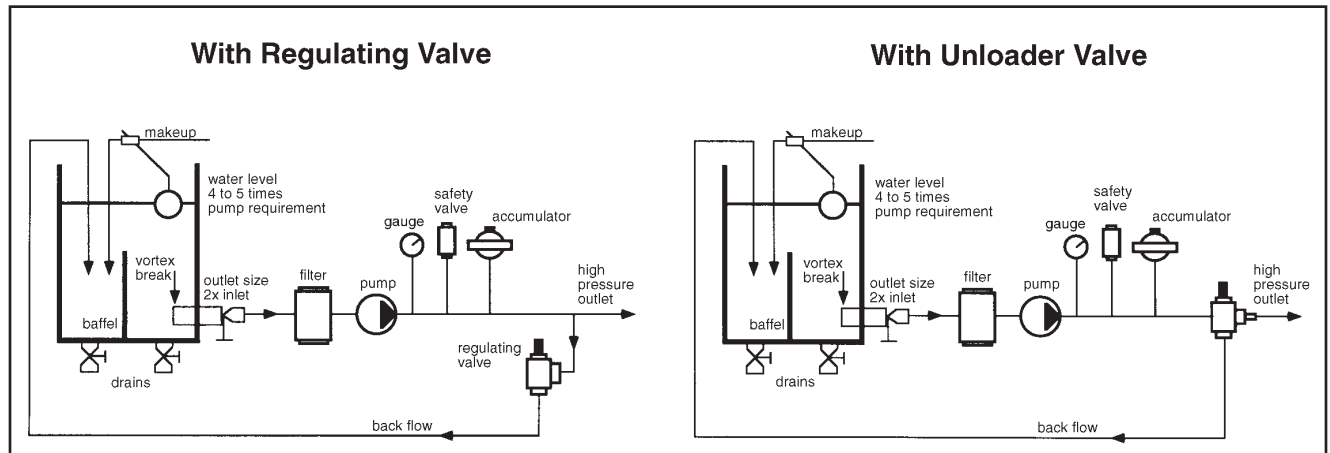 With Regulating Valve
makeup
water level
4 to 5 times
pump requirement
safety
valve
gauge
accumulator
vortex
break
outlet size
2x inlet
filter
pump
high
pressure
outlet
baffel
regulating
valve
drains
back flow
With Unloader Valve
makeup
water level
4 to 5 times
pump requirement
safety
valve
gauge
accumulator
vortex
break
outlet size
2x inlet
filter
pump
high
pressure
outlet
baffel
drains
back flow